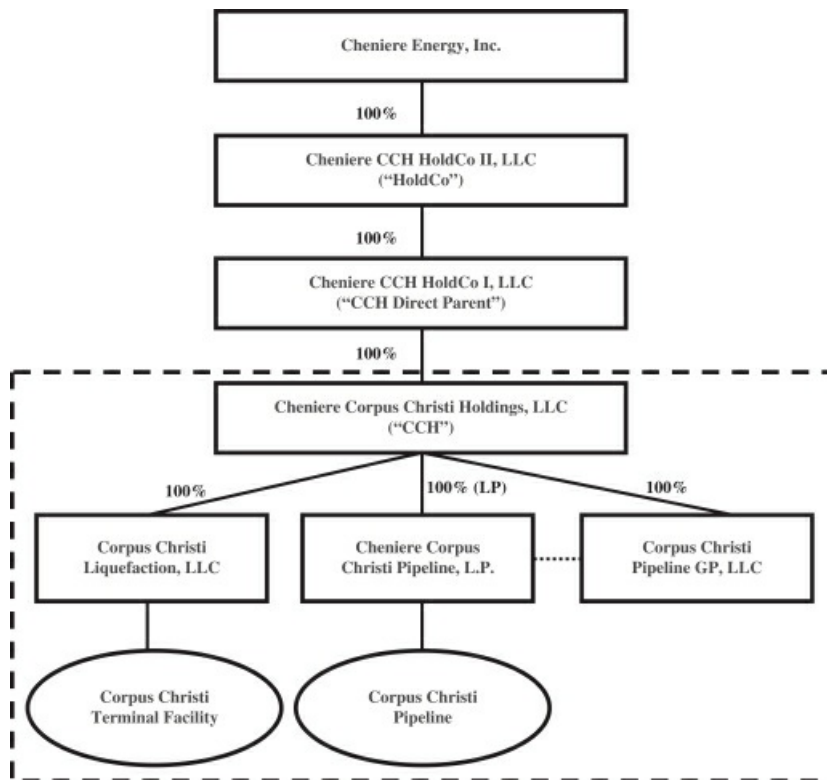 Cheniere Energy, Inc.
100%
Cheniere CCH HoldCo II, LLC
(“HoldCo”)
100%
Cheniere CCH HoldCo I, LLC
(“CCH Direct Parent”)
100%
Cheniere Corpus Christi Holdings, LLC
(“CCH”)
100%
100% (LP)
100%
Corpus Christi
Liquefaction, LLC
Cheniere Corpus
Christi Pipeline, L.P.
Corpus Christi
Pipeline GP, LLC
Corpus Christi
Terminal Facility
Corpus Christi
Pipeline